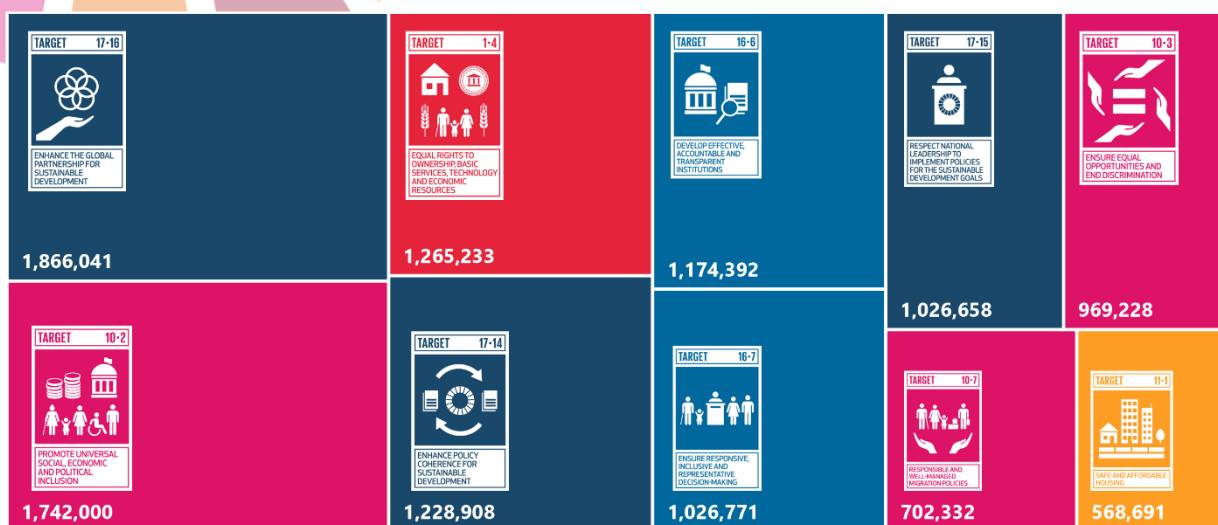 TARGET 17·16
ENHANCE THE GLOBAL
PARTNERSHIP FOR
SUSTAINABLE
DEVELOPMENT
1,866,041
TARGET 1·4
EQUAL RIGHTS TO
OWNERSHIP, BASIC
SERVICES, TECHNOLOGY
AND ECONOMIC
RESOURCES
1,265,233
TARGET 16·6
DEVELOP EFFECTIVE,
ACCOUNTABLE AND
TRANSPARENT
INSTITUTIONS
1,174,392
TARGET 17·15
RESPECT NATIONAL
LEADERSHIP TO
IMPLEMENT POLICIES
FOR THE SUSTAINABLE
DEVELOPMENT GOALS
1,026,658
TARGET 10·3
ENSURE EQUAL
OPPORTUNITIES AND
END DISCRIMINATION
969,228
TARGET 10·2
PROMOTE UNIVERSAL
SOCIAL, ECONOMIC
AND POLITICAL
INCLUSION
1,742,000
TARGET 17·14
ENHANCE POLICY
COHERENCE FOR
SUSTAINABLE
DEVELOPMENT
1,228,908
TARGET 16·7
ENSURE RESPONSIVE,
INCLUSIVE AND
REPRESENTATIVE
DECISION-MAKING
1,026,771
TARGET 10·7
RESPONSIBLE AND
WELL-MANAGED
MIGRATION POLICIES
702,332
TARGET 11·1
SAFE AND AFFORDABLE
HOUSING
568,691